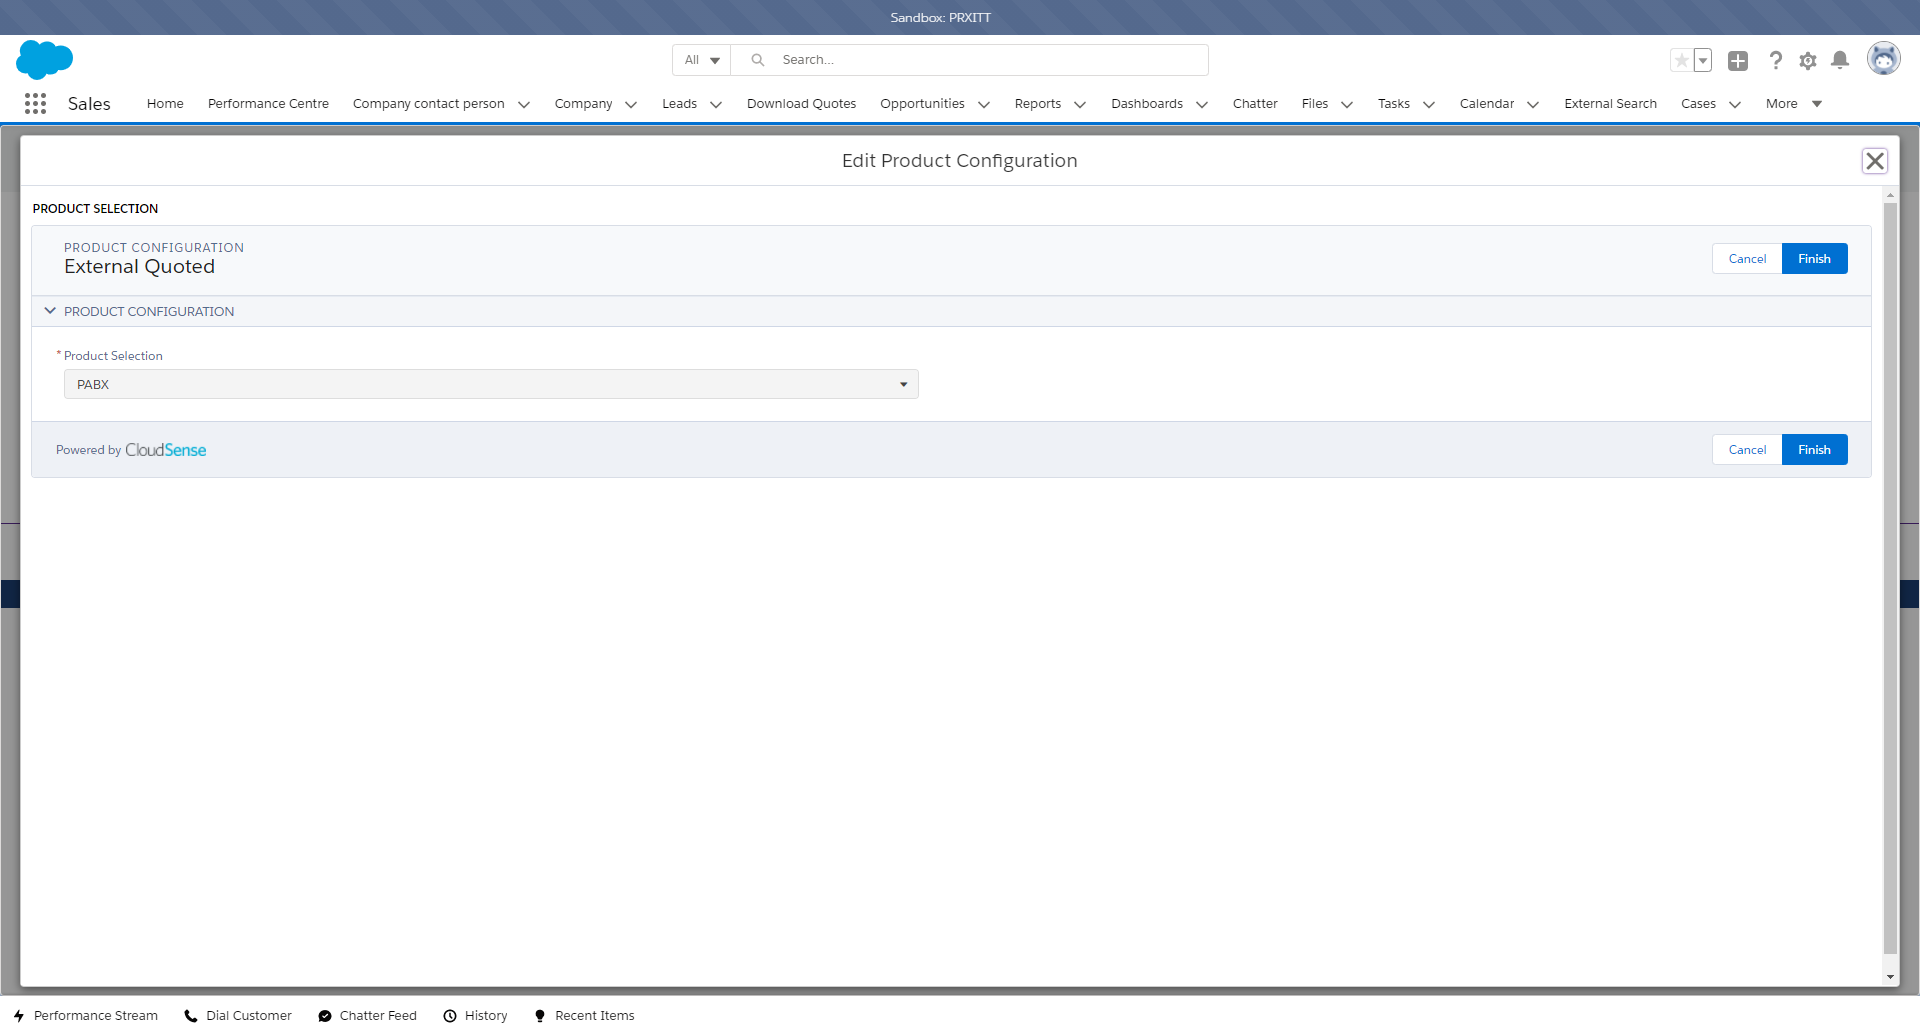 Sandbox: PRXITT
All Search...
Sales Home Performance Centre Company contact person Company Leads Download Quotes Opportunities Reports Dashboards Chatter Files Tasks Calendar External Search Cases More
Edit Product Configuration
PRODUCT SELECTION
PRODUCT CONFIGURATION
External Quoted
Cancel Finish
PRODUCT CONFIGURATION
* Product Selection
PABX
Powered by CloudSense
Cancel Finish
Performance Stream Dial Customer Chatter Feed History Recent Items